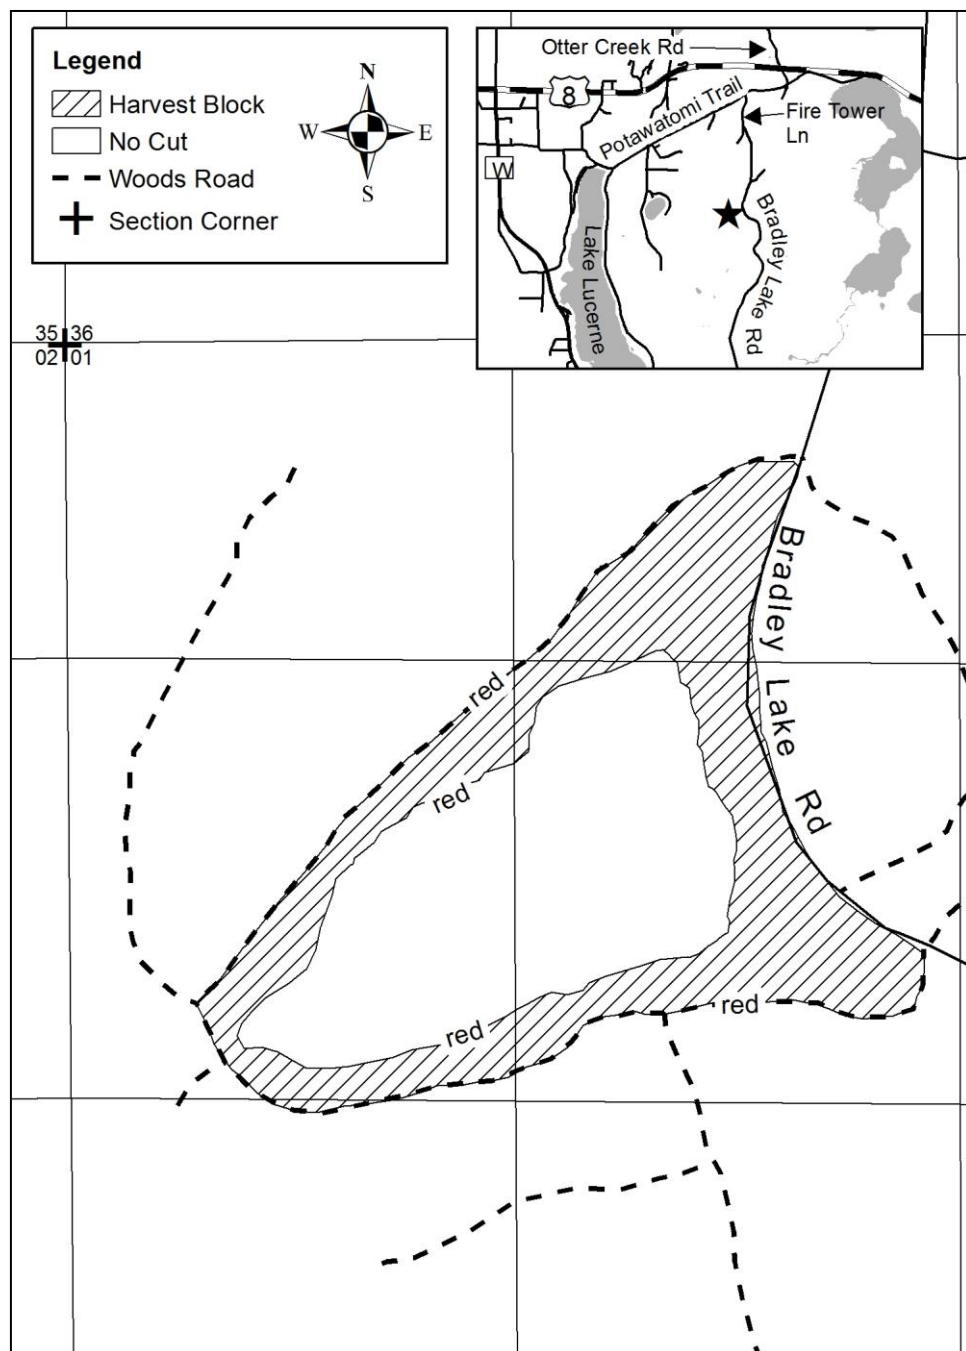 Legend
Harvest Block
No Cut
Woods Road
Section Corner
N
W E
S
Otter Creek Rd
8
Potawatomi Trail
Fire Tower
Ln
W
Lake Lucerne
Bradley Lake Rd
35 36
02 01
Bradley Lake Rd
red
red
red
red